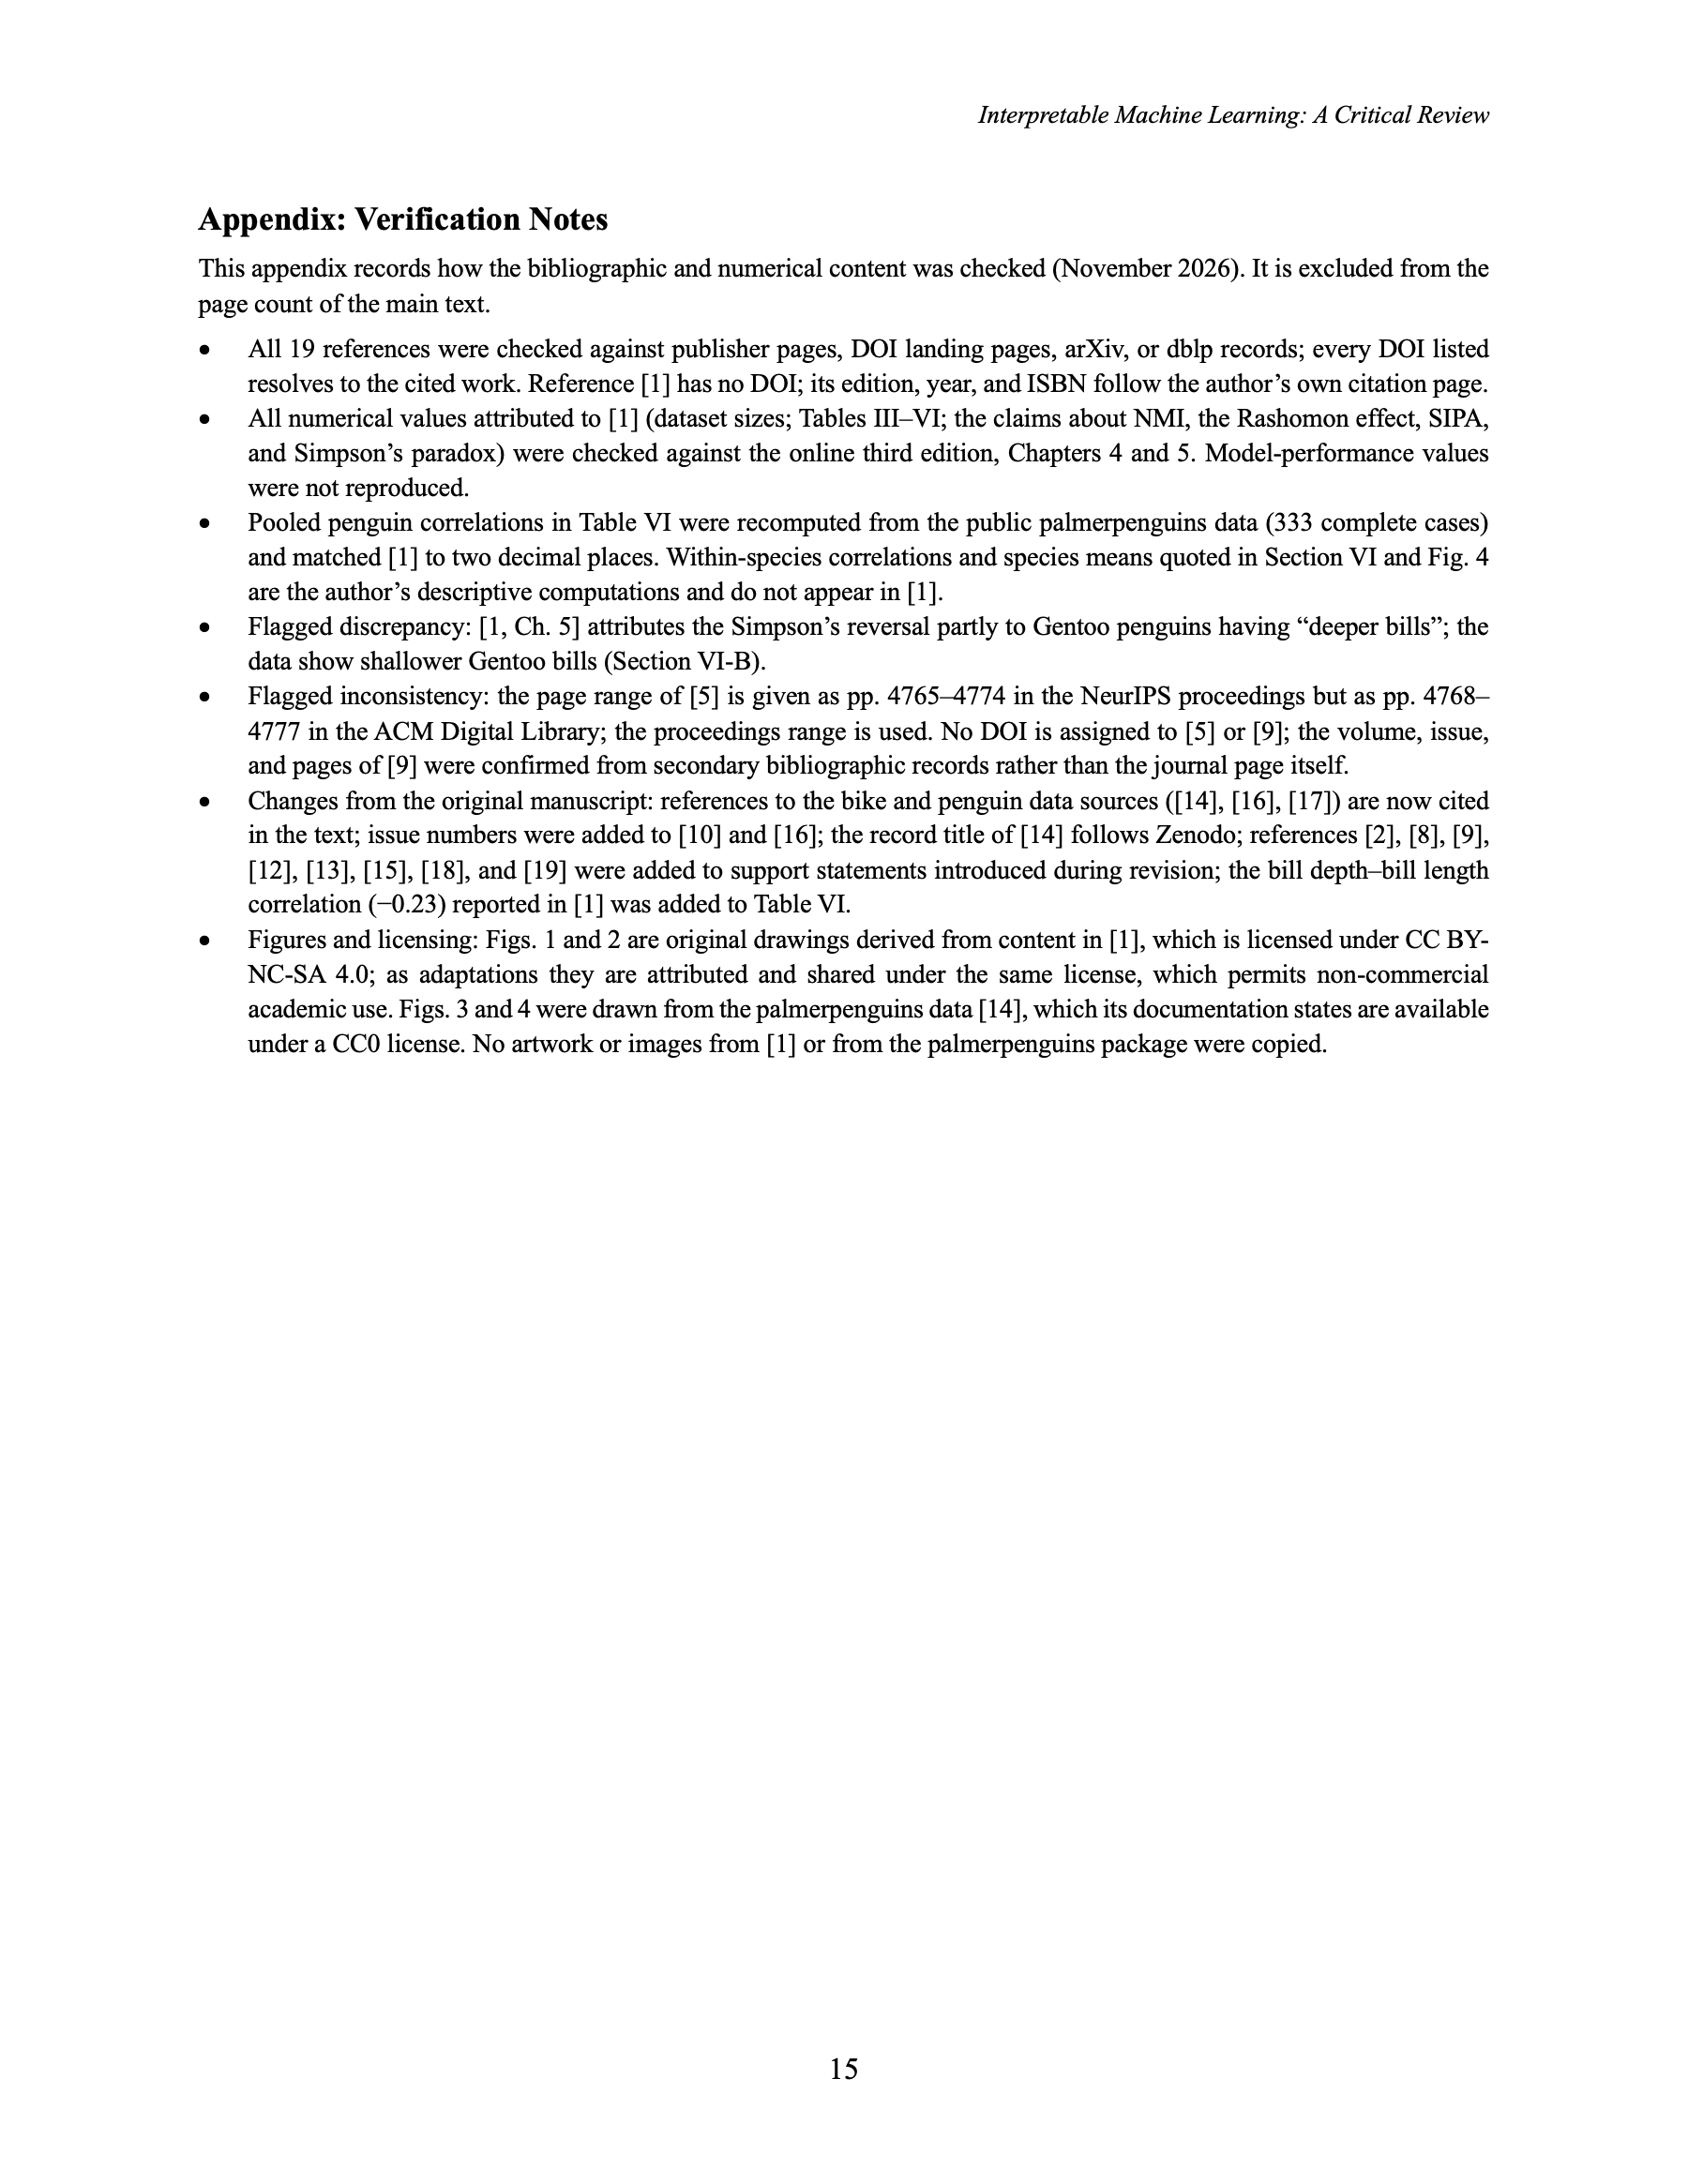 Interpretable Machine Learning: A Critical Review
Appendix: Verification Notes
This appendix records how the bibliographic and numerical content was checked (November 2026). It is excluded from the
page count of the main text.
• All 19 references were checked against publisher pages, DOI landing pages, arXiv, or dblp records; every DOI listed
resolves to the cited work. Reference [1] has no DOI; its edition, year, and ISBN follow the author’s own citation page.
• All numerical values attributed to [1] (dataset sizes; Tables III–VI; the claims about NMI, the Rashomon effect, SIPA,
and Simpson’s paradox) were checked against the online third edition, Chapters 4 and 5. Model-performance values
were not reproduced.
• Pooled penguin correlations in Table VI were recomputed from the public palmerpenguins data (333 complete cases)
and matched [1] to two decimal places. Within-species correlations and species means quoted in Section VI and Fig. 4
are the author’s descriptive computations and do not appear in [1].
• Flagged discrepancy: [1, Ch. 5] attributes the Simpson’s reversal partly to Gentoo penguins having “deeper bills”; the
data show shallower Gentoo bills (Section VI-B).
• Flagged inconsistency: the page range of [5] is given as pp. 4765–4774 in the NeurIPS proceedings but as pp. 4768–
4777 in the ACM Digital Library; the proceedings range is used. No DOI is assigned to [5] or [9]; the volume, issue,
and pages of [9] were confirmed from secondary bibliographic records rather than the journal page itself.
• Changes from the original manuscript: references to the bike and penguin data sources ([14], [16], [17]) are now cited
in the text; issue numbers were added to [10] and [16]; the record title of [14] follows Zenodo; references [2], [8], [9],
[12], [13], [15], [18], and [19] were added to support statements introduced during revision; the bill depth–bill length
correlation (−0.23) reported in [1] was added to Table VI.
• Figures and licensing: Figs. 1 and 2 are original drawings derived from content in [1], which is licensed under CC BY-
NC-SA 4.0; as adaptations they are attributed and shared under the same license, which permits non-commercial
academic use. Figs. 3 and 4 were drawn from the palmerpenguins data [14], which its documentation states are available
under a CC0 license. No artwork or images from [1] or from the palmerpenguins package were copied.
15